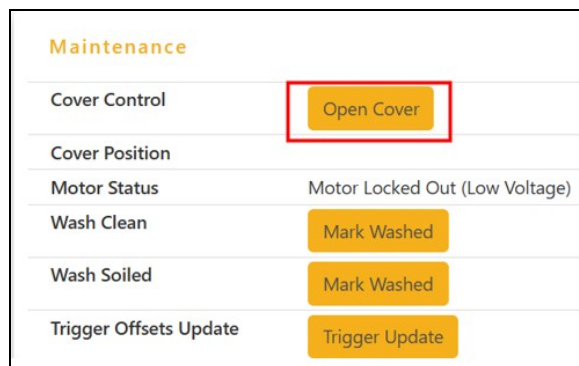 Maintenance
Cover Control Open Cover
Cover Position
Motor Status Motor Locked Out (Low Voltage)
Wash Clean Mark Washed
Wash Soiled Mark Washed
Trigger Offsets Update Trigger Update